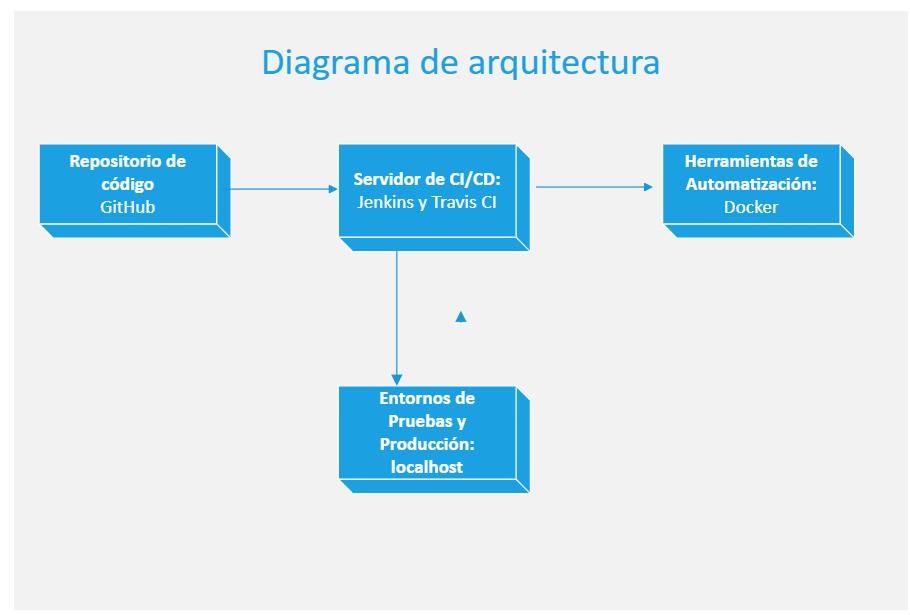 Diagrama de arquitectura
Repositorio de
código
GitHub
Servidor de CI/CD:
Jenkins y Travis CI
Herramientas de
Automatización:
Docker
Entornos de
Pruebas y
Producción:
localhost